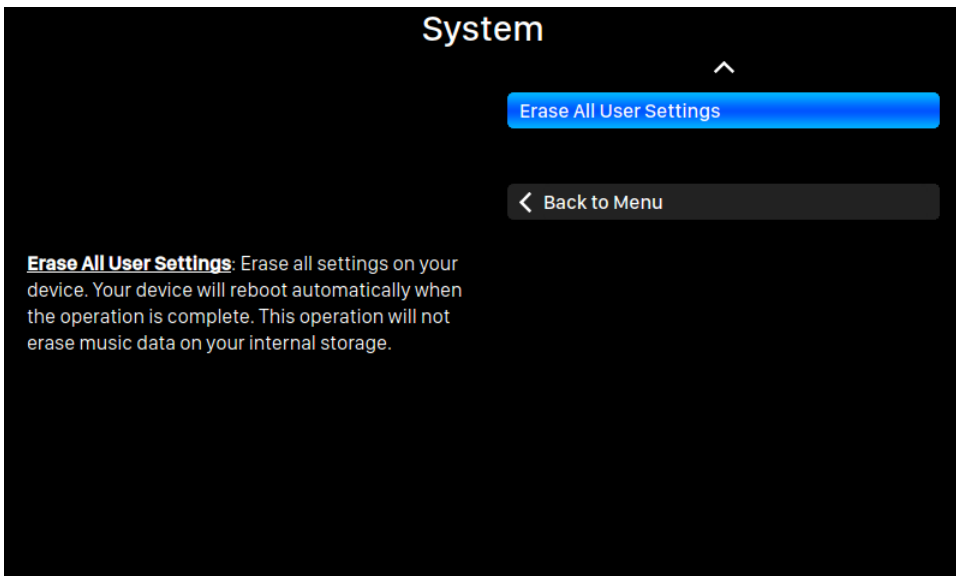 System
Erase All User Settings
Back to Menu
Erase All User Settings: Erase all settings on your
device. Your device will reboot automatically when
the operation is complete. This operation will not
erase music data on your internal storage.